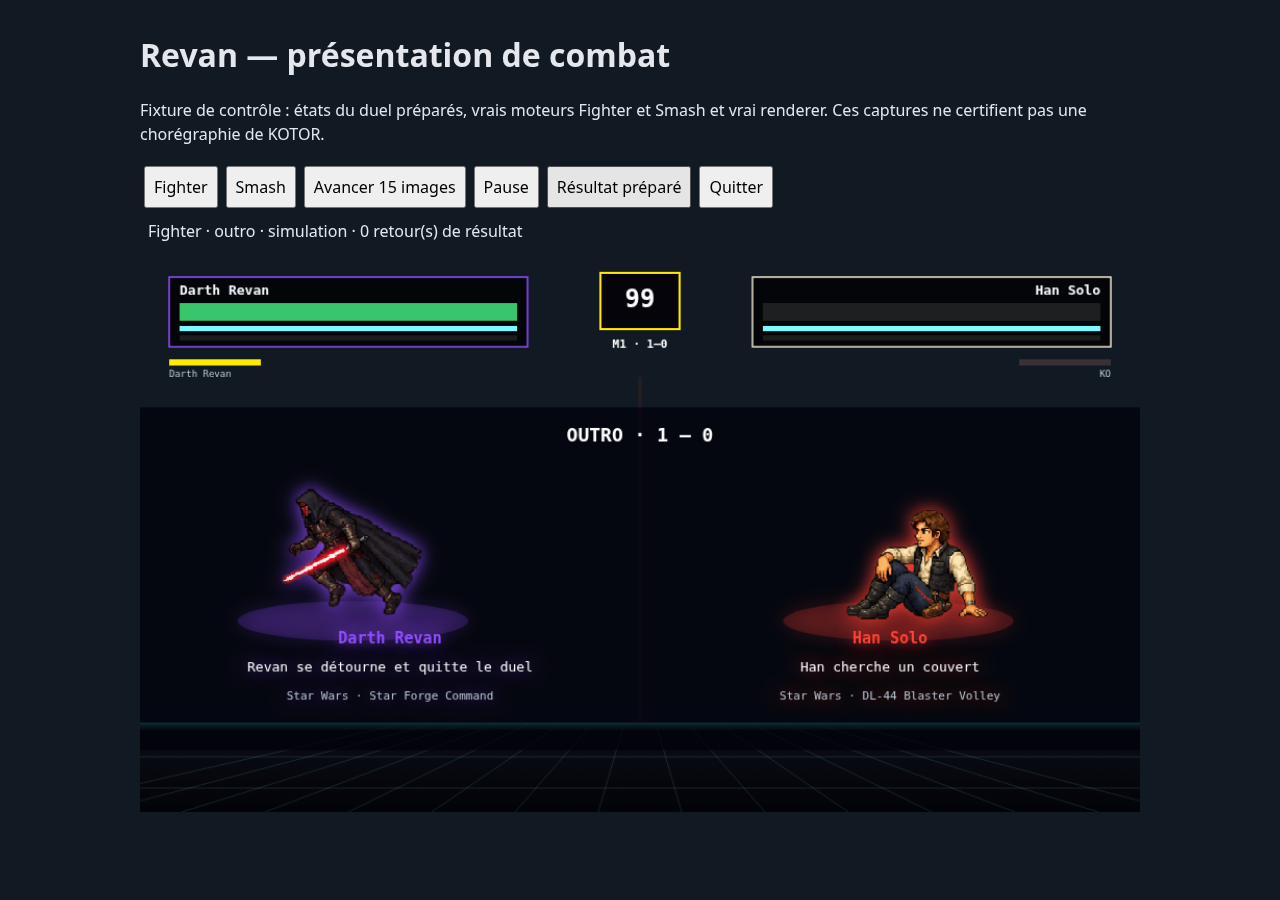 Revan — présentation de combat
Fixture de contrôle : états du duel préparés, vrais moteurs Fighter et Smash et vrai renderer. Ces captures ne certifient pas une
chorégraphie de KOTOR.
Fighter Smash Avancer 15 images Pause Résultat préparé Quitter
Fighter · outro · simulation · 0 retour(s) de résultat
Darth Revan 99 Han Solo
M1 · 1–0
Darth Revan KO
OUTRO · 1 — 0
Darth Revan Han Solo
Revan se détourne et quitte le duel Han cherche un couvert
Star Wars · Star Forge Command Star Wars · DL-44 Blaster Volley